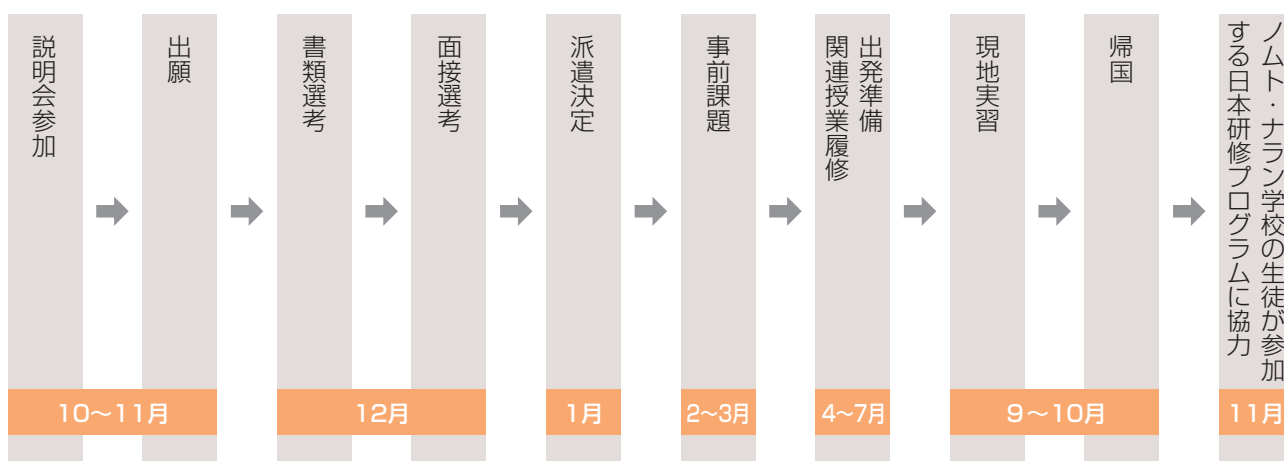 説明会参加
出願
書類選考
面接選考
派遣決定
事前課題
出発準備
関連授業履修
現地実習
帰国
ノムト・ナラン学校の生徒が参加
する日本研修プログラムに協力
10〜11月
12月
1月
2〜3月
4〜7月
9〜10月
11月